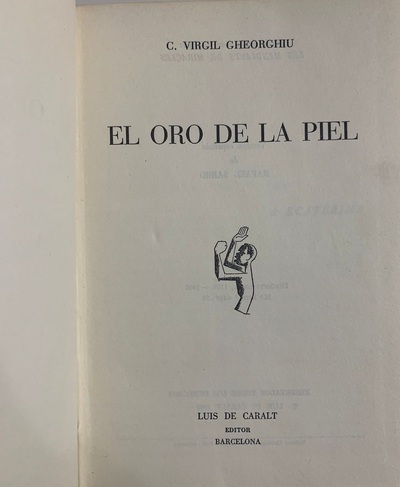 C. VIRGIL GHEORGHIU
EL ORO DE LA PIEL
LUIS DE CARALT
EDITOR
BARCELONA